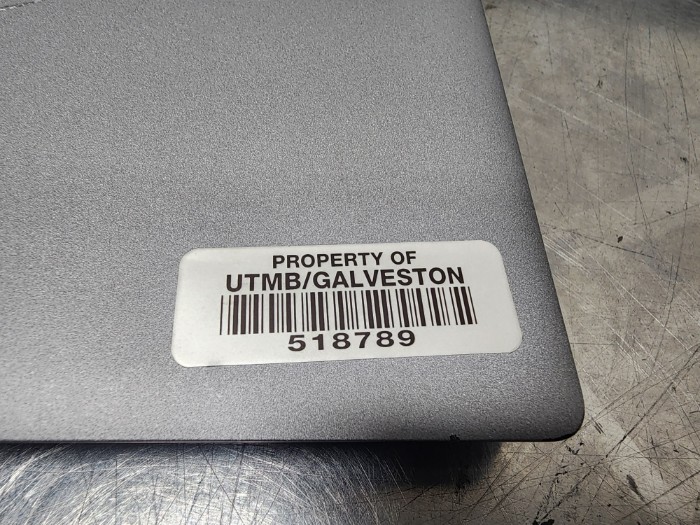 PROPERTY OF
UTMB/GALVESTON
518789